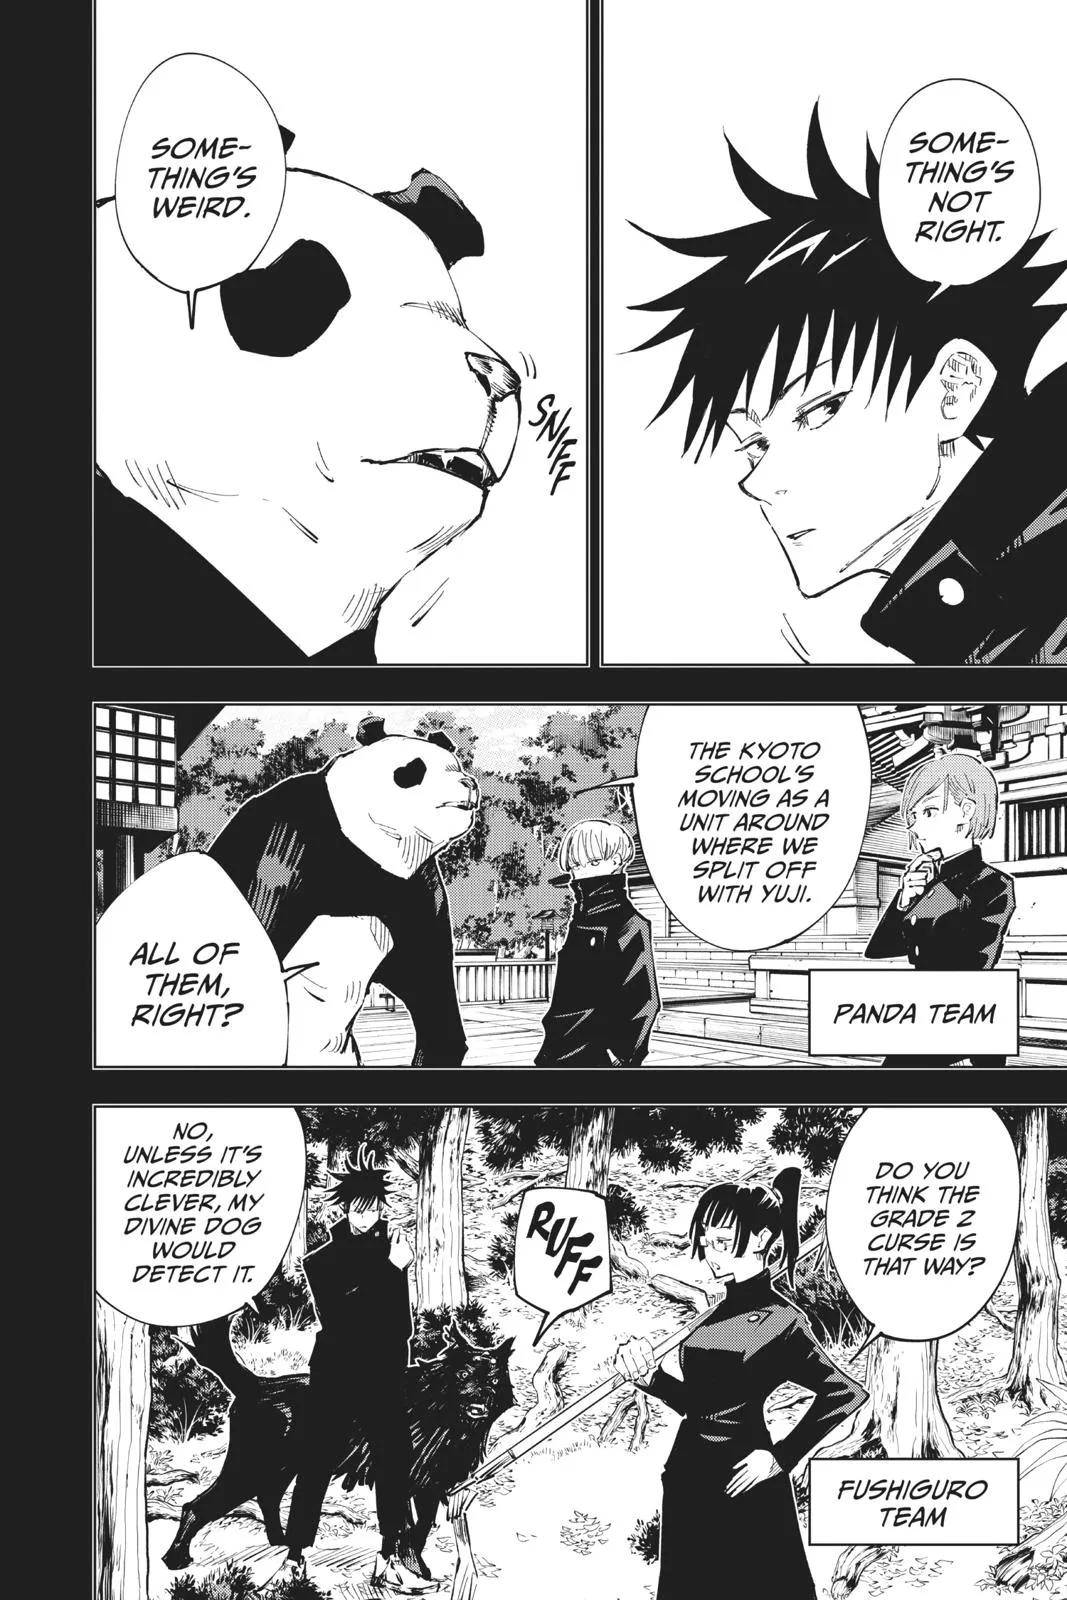 SOME-
THING'S
NOT
RIGHT.
SOME-
THING'S
WEIRD.
SNIFF
THE KYOTO
SCHOOL'S
MOVING AS A
UNIT AROUND
WHERE WE
SPLIT OFF
WITH YUJI.
PANDA TEAM
ALL OF
THEM,
RIGHT?
DO YOU
THINK THE
GRADE 2
CURSE IS
THAT WAY?
RUFF
NO,
UNLESS IT'S
INCREDIBLY
CLEVER, MY
DIVINE DOG
WOULD
DETECT IT.
FUSHIGURO
TEAM